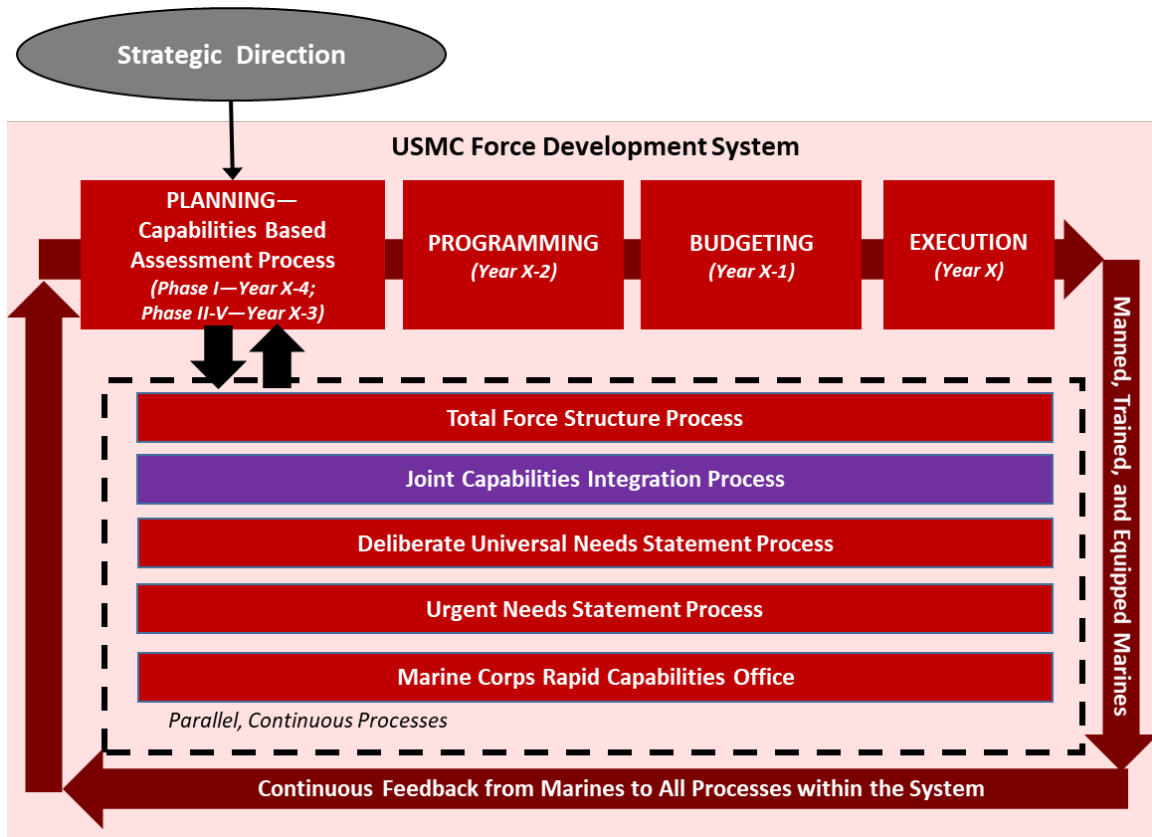 Strategic Direction
USMC Force Development System
PLANNING—
Capabilities Based
Assessment Process
(Phase I—Year X-4;
Phase II-V—Year X-3)
PROGRAMMING
(Year X-2)
BUDGETING
(Year X-1)
EXECUTION
(Year X)
Manned, Trained, and Equipped Marines
Total Force Structure Process
Joint Capabilities Integration Process
Deliberate Universal Needs Statement Process
Urgent Needs Statement Process
Marine Corps Rapid Capabilities Office
Parallel, Continuous Processes
Continuous Feedback from Marines to All Processes within the System